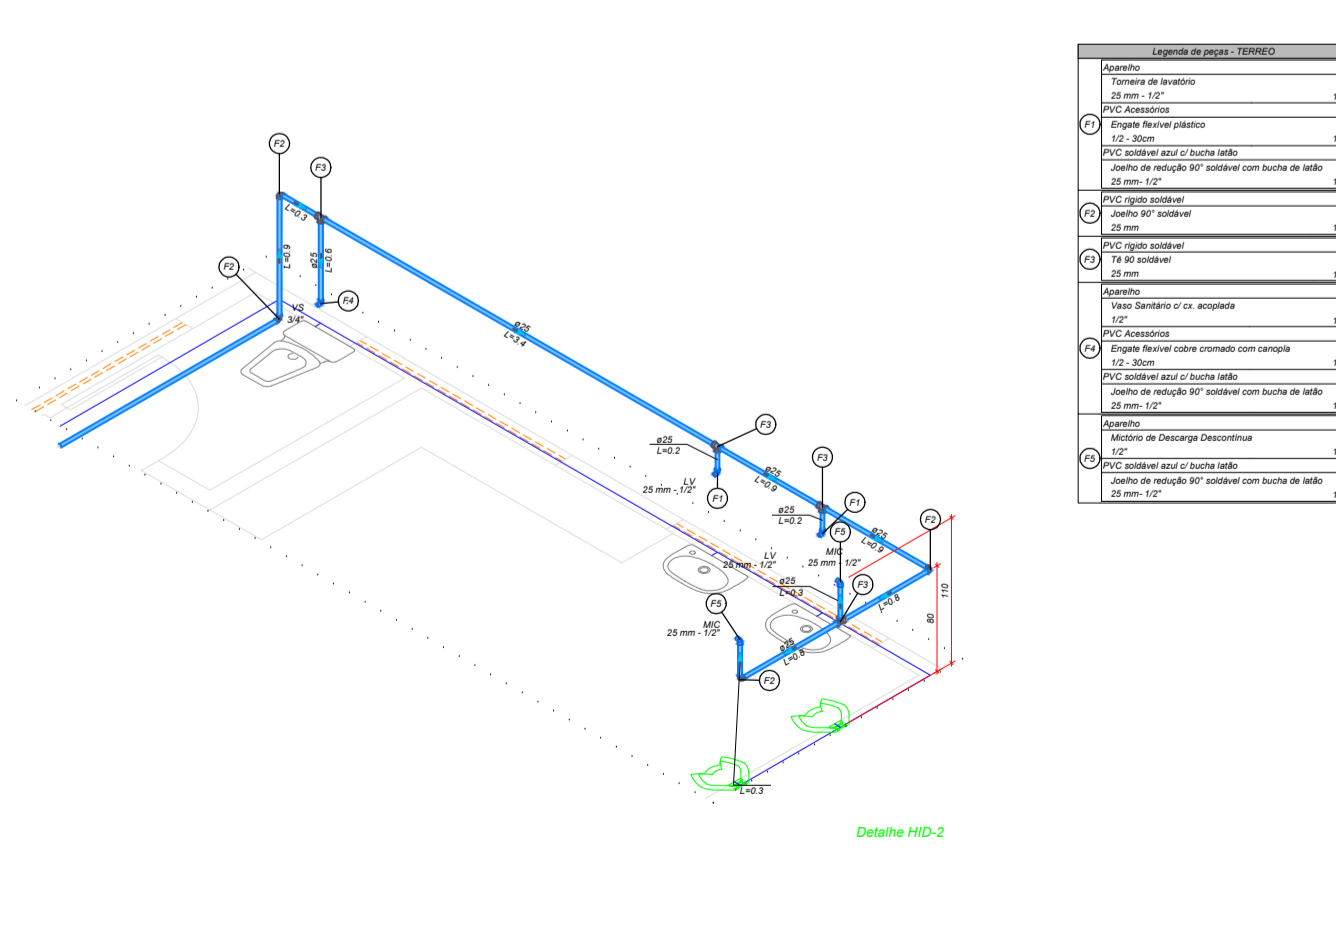 F2
F3
L=0.3
L=0.9
ø25
L=0.6
F2
F4
VS
3/4"
ø25
L=3.4
F3
ø25
L=0.2
LV
25 mm - 1/2"
F1
ø25
L=0.9
F3
F1
ø25
L=0.2
ø25
L=0.9
F2
F5
MIC
25 mm - 1/2"
LV
25 mm - 1/2"
ø25
L=0.3
F3
L=0.8
110
80
F5
MIC
25 mm - 1/2"
ø25
L=0.8
F2
L=0.3
Detalhe HID-2
Legenda de peças - TERREO
F1
Aparelho
Torneira de lavatório
25 mm - 1/2"
PVC Acessórios
Engate flexível plástico
1/2 - 30cm
PVC soldável azul c/ bucha latão
Joelho de redução 90° soldável com bucha de latão
25 mm- 1/2"
F2
PVC rígido soldável
Joelho 90° soldável
25 mm
F3
PVC rígido soldável
Tê 90 soldável
25 mm
F4
Aparelho
Vaso Sanitário c/ cx. acoplada
1/2"
PVC Acessórios
Engate flexível cobre cromado com canopla
1/2 - 30cm
PVC soldável azul c/ bucha latão
Joelho de redução 90° soldável com bucha de latão
25 mm- 1/2"
F5
Aparelho
Mictório de Descarga Descontínua
1/2"
PVC soldável azul c/ bucha latão
Joelho de redução 90° soldável com bucha de latão
25 mm- 1/2"